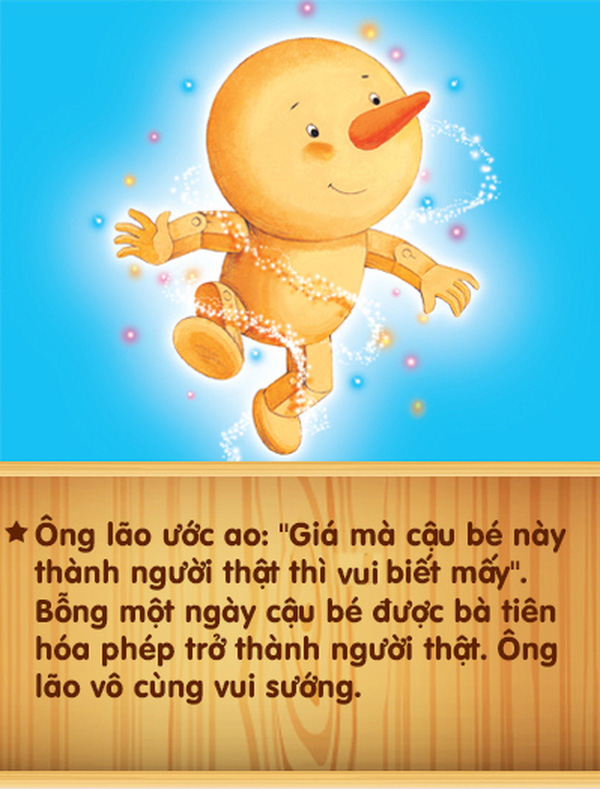 Ông lão ước ao: "Giá mà cậu bé này
thành người thật thì vui biết mấy".
Bỗng một ngày cậu bé được bà tiên
hóa phép trở thành người thật. Ông
lão vô cùng vui sướng.